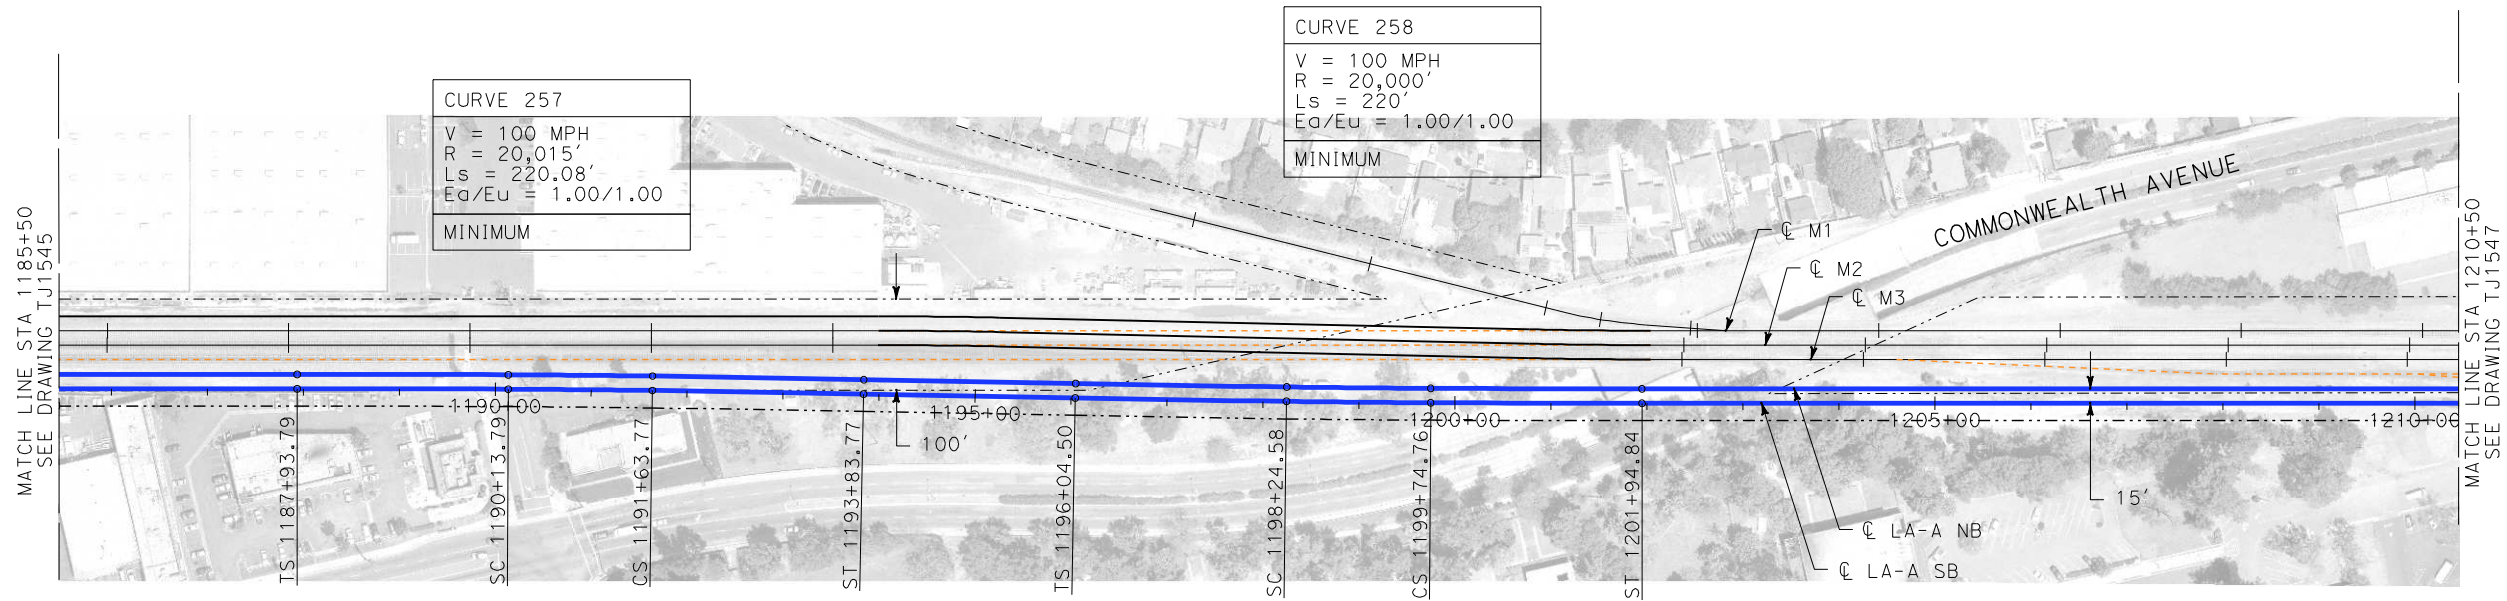 CURVE 258
V = 100 MPH
R = 20,000'
Ls = 220'
Ea/Eu = 1.00/1.00
MINIMUM
CURVE 257
V = 100 MPH
R = 20,015'
Ls = 220.08'
Ea/Eu = 1.00/1.00
MINIMUM
MATCH LINE STA 1185+50
SEE DRAWING TJ1545
COMMONWEALTH AVENUE
℄ M1
℄ M2
℄ M3
MATCH LINE STA 1210+50
SEE DRAWING TJ1547
1190+00
1195+00
1200+00
1205+00
1210+00
100'
15'
TS 1187+93.79
SC 1190+13.79
CS 1191+63.77
ST 1193+83.77
TS 1196+04.50
SC 1198+24.58
CS 1199+74.76
ST 1201+94.84
℄ LA-A NB
℄ LA-A SB